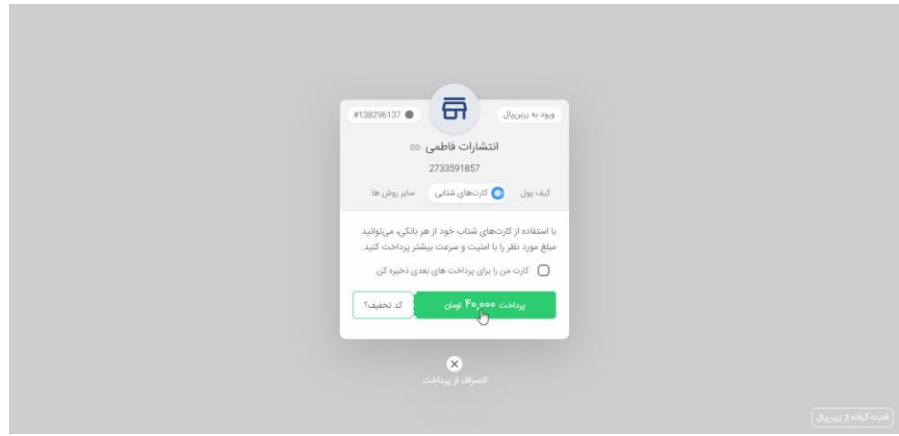 ورود به زرین‌پال
#138296137
انتشارات فاطمی
2733591857
کیف پول
کارت‌های شتابی
سایر روش ها
با استفاده از کارت‌های شتاب خود از هر بانکی، می‌توانید
مبلغ مورد نظر را با امنیت و سرعت بیشتر پرداخت کنید.
کارت من را برای پرداخت های بعدی ذخیره کن.
پرداخت ۴۰,۰۰۰ تومان
کد تخفیف؟
انصراف از پرداخت
قدرت گرفته از زرین‌پال